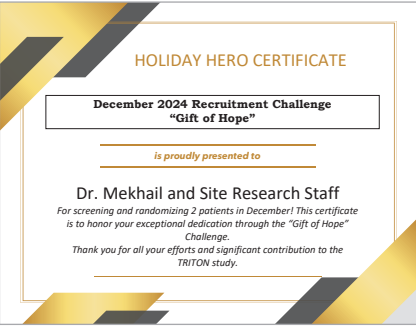 HOLIDAY HERO CERTIFICATE
December 2024 Recruitment Challenge
“Gift of Hope”
is proudly presented to
Dr. Mekhail and Site Research Staff
For screening and randomizing 2 patients in December! This certificate
is to honor your exceptional dedication through the “Gift of Hope”
Challenge.
Thank you for all your efforts and significant contribution to the
TRITON study.